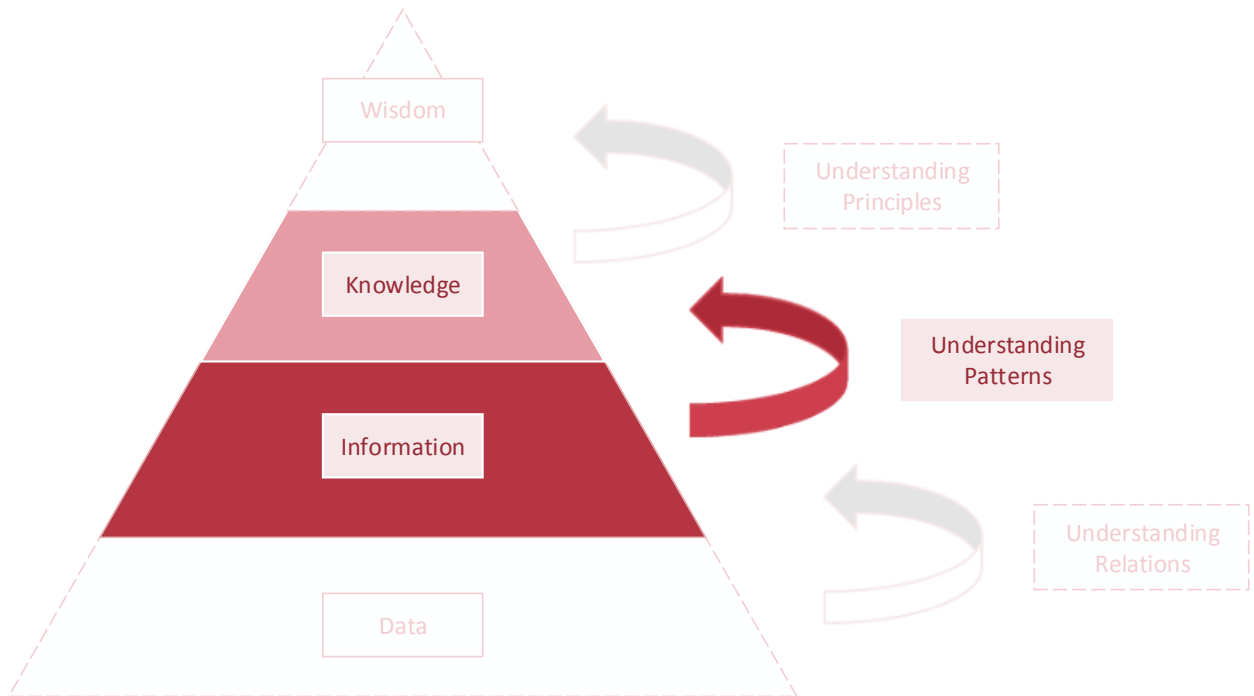 Wisdom
Understanding
Principles
Knowledge
Understanding
Patterns
Information
Understanding
Relations
Data